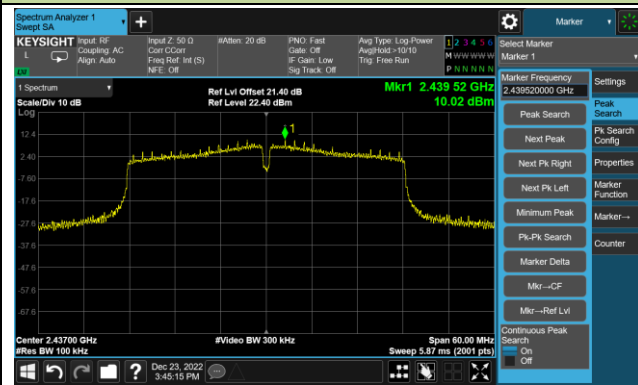 Spectrum Analyzer 1
Swept SA
Marker
KEYSIGHT
Input: RF
Coupling: AC
Align: Auto
Input Z: 50 Ω
Corr CCorr
Freq Ref: Int (S)
NFE: Off
#Atten: 20 dB
PNO: Fast
Gate: Off
IF Gain: Low
Sig Track: Off
Avg Type: Log-Power
Avg|Hold:>10/10
Trig: Free Run
1 2 3 4 5 6
M W W W W W
P N N N N N
L
LXI
Select Marker
Marker 1
1 Spectrum
Scale/Div 10 dB
Log
Ref Lvl Offset 21.40 dB
Ref Level 22.40 dBm
Mkr1 2.439 52 GHz
10.02 dBm
1
12.4
2.40
-7.60
-17.6
-27.6
-37.6
-47.6
-57.6
-67.6
Center 2.43700 GHz
#Res BW 100 kHz
#Video BW 300 kHz
Span 60.00 MHz
Sweep 5.87 ms (2001 pts)
Marker Frequency
2.439520000 GHz
Peak Search
Next Peak
Next Pk Right
Next Pk Left
Minimum Peak
Pk-Pk Search
Marker Delta
Mkr→CF
Mkr→Ref Lvl
Continuous Peak
Search
On
Off
Settings
Peak
Search
Pk Search
Config
Properties
Marker
Function
Marker→
Counter
Dec 23, 2022
3:45:15 PM